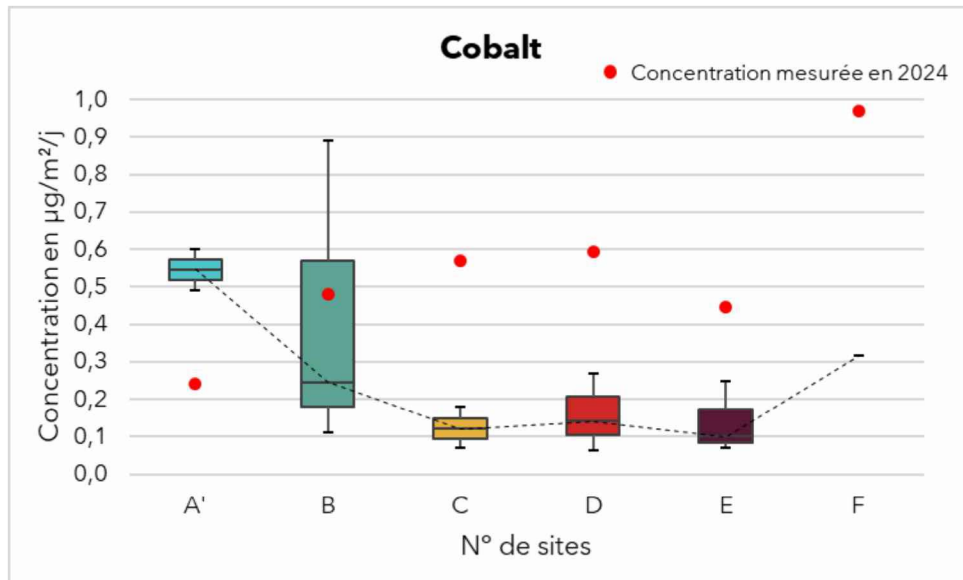 Cobalt
Concentration mesurée en 2024
Concentration en µg/m²/j
1,0
0,9
0,8
0,7
0,6
0,5
0,4
0,3
0,2
0,1
0,0
A' B C D E F
N° de sites